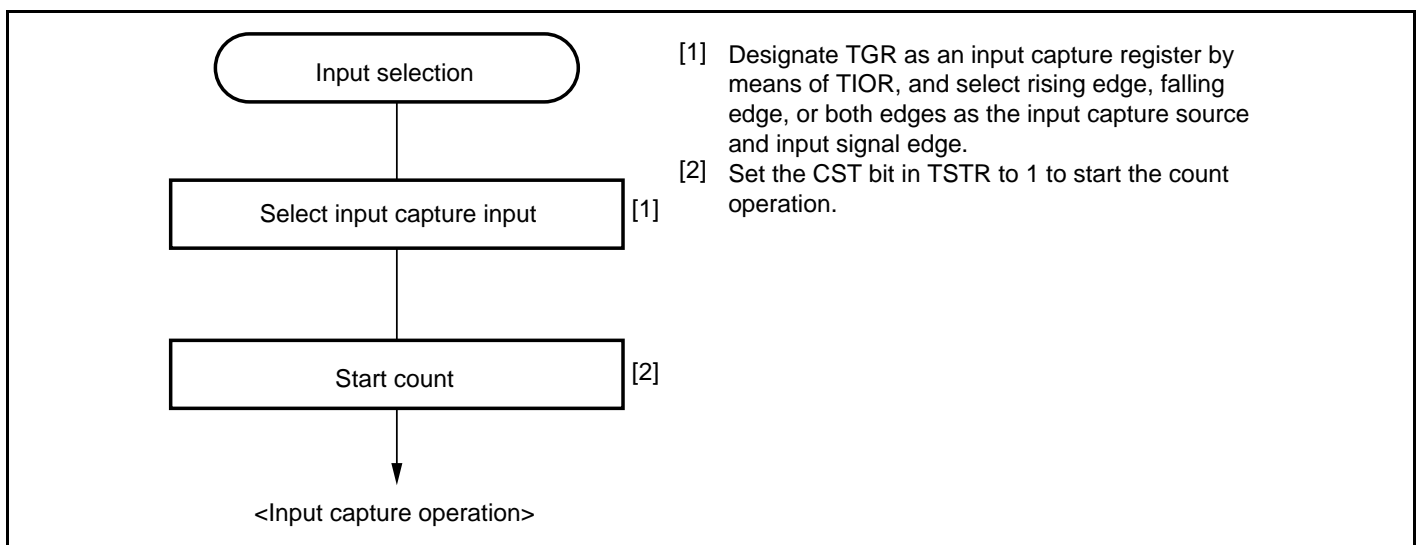 Input selection
Select input capture input
[1]
Start count
[2]
<Input capture operation>
[1] Designate TGR as an input capture register by
means of TIOR, and select rising edge, falling
edge, or both edges as the input capture source
and input signal edge.
[2] Set the CST bit in TSTR to 1 to start the count
operation.